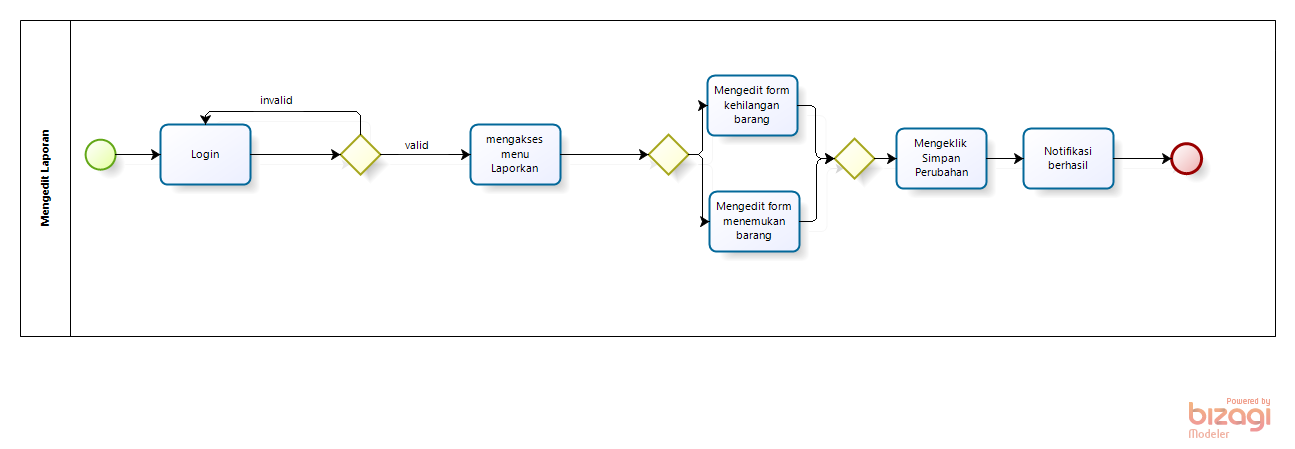 Mengedit Laporan
invalid
Login
valid
mengakses
menu
Laporkan
Mengedit form
kehilangan
barang
Mengedit form
menemukan
barang
Mengeklik
Simpan
Perubahan
Notifikasi
berhasil
Powered by
bizagi
Modeler